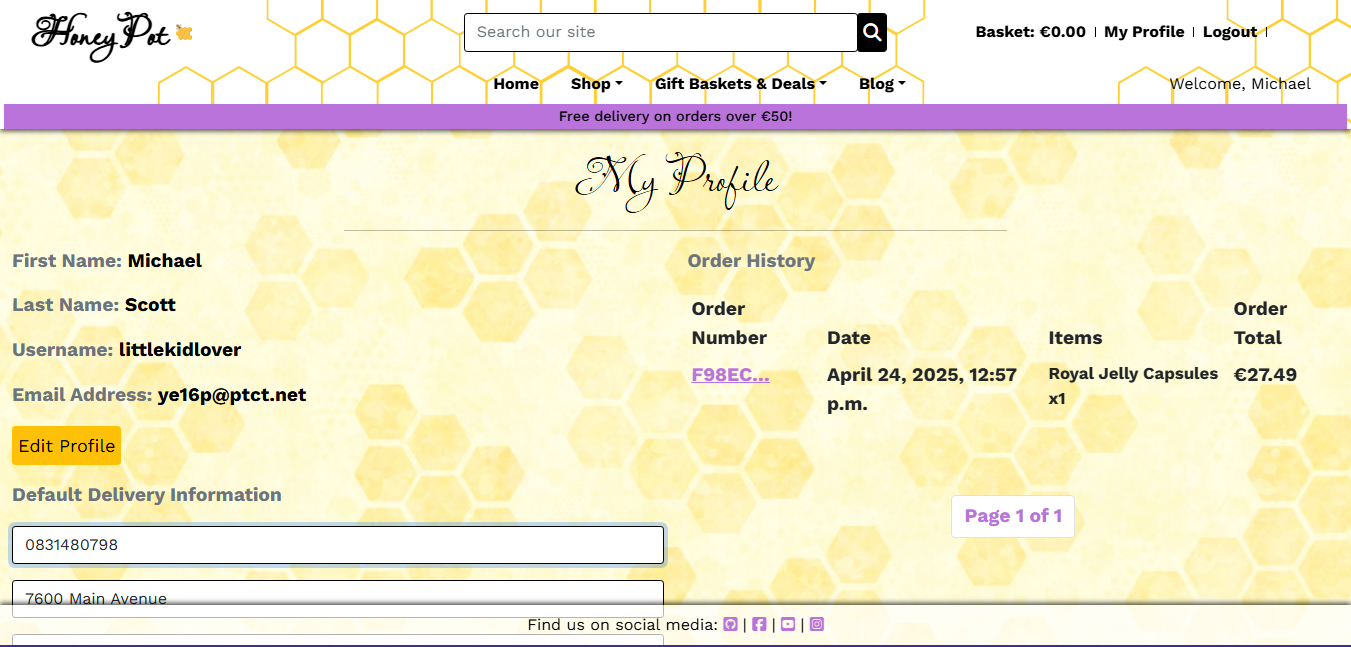 Honey Pot
Search our site
Basket: €0.00 | My Profile | Logout |
Home Shop Gift Baskets & Deals Blog
Welcome, Michael
Free delivery on orders over €50!
My Profile
First Name: Michael
Last Name: Scott
Username: littlekidlover
Email Address: ye16p@ptct.net
Edit Profile
Default Delivery Information
0831480798
7600 Main Avenue
Order History
Order Number Date Items Order Total
F98EC... April 24, 2025, 12:57 p.m. Royal Jelly Capsules x1 €27.49
Page 1 of 1
Find us on social media: | | |